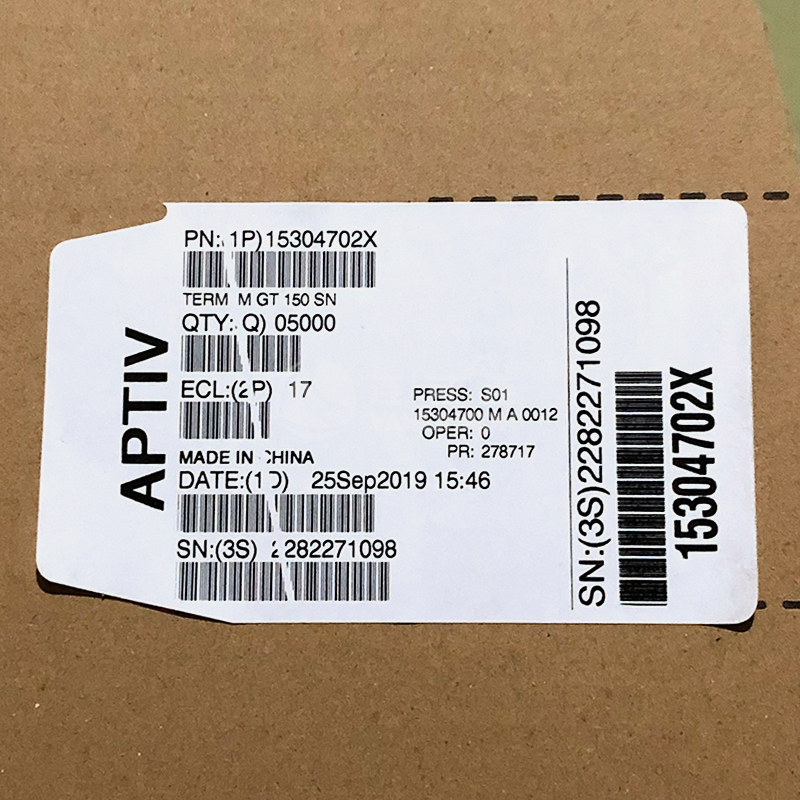 PN: 1P)15304702X
TERM M GT 150 SN
QTY: Q) 05000
ECL:(2P) 17
MADE IN CHINA
DATE:(1D) 25Sep2019 15:46
SN:(3S) 2282271098
APTIV
PRESS: S01
15304700 M A 0012
OPER: 0
PR: 278717
SN:(3S)2282271098
15304702X